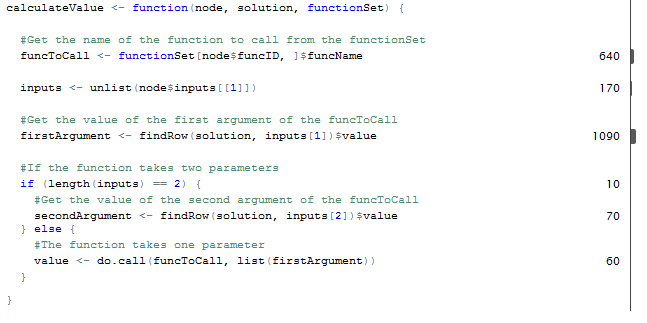 calculateValue <- function(node, solution, functionSet) {
#Get the name of the function to call from the functionSet
funcToCall <- functionSet[node$funcID, ]$funcName 640
inputs <- unlist(node$inputs[[1]]) 170
#Get the value of the first argument of the funcToCall
firstArgument <- findRow(solution, inputs[1])$value 1090
#If the function takes two parameters
if (length(inputs) == 2) { 10
#Get the value of the second argument of the funcToCall
secondArgument <- findRow(solution, inputs[2])$value 70
} else {
#The function takes one parameter
value <- do.call(funcToCall, list(firstArgument)) 60
}
}